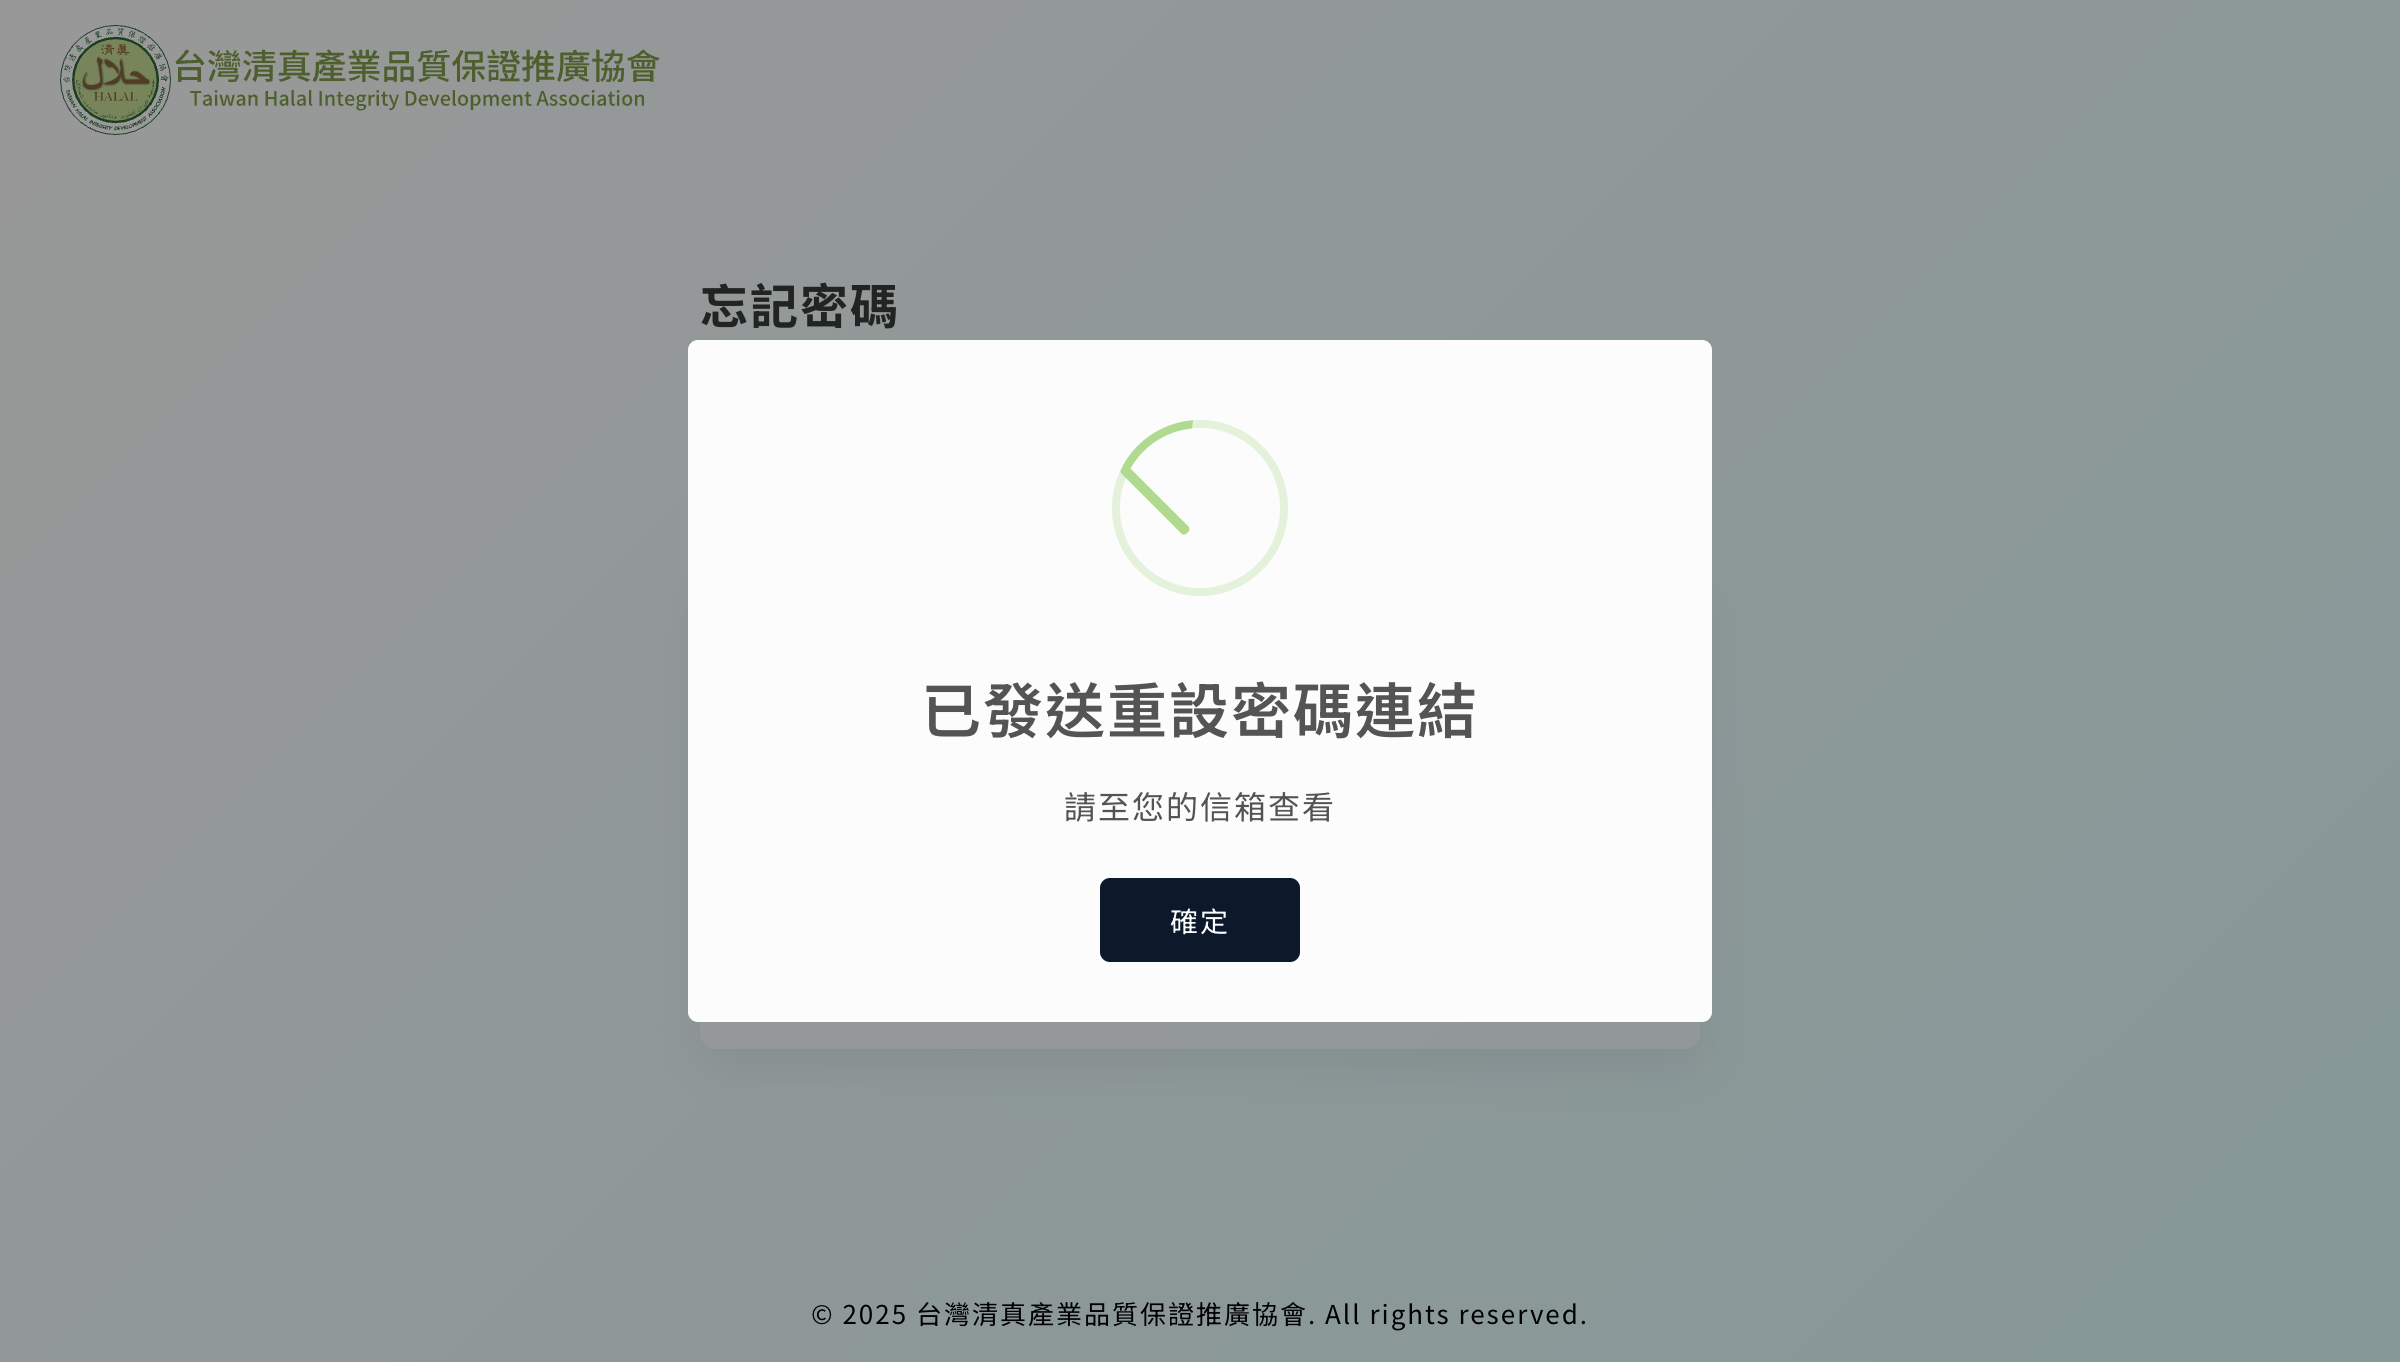 清真
حلال
HALAL
台灣清真產業品質保證推廣協會
Taiwan Halal Integrity Development Association
忘記密碼
已發送重設密碼連結
請至您的信箱查看
確定
© 2025 台灣清真產業品質保證推廣協會. All rights reserved.